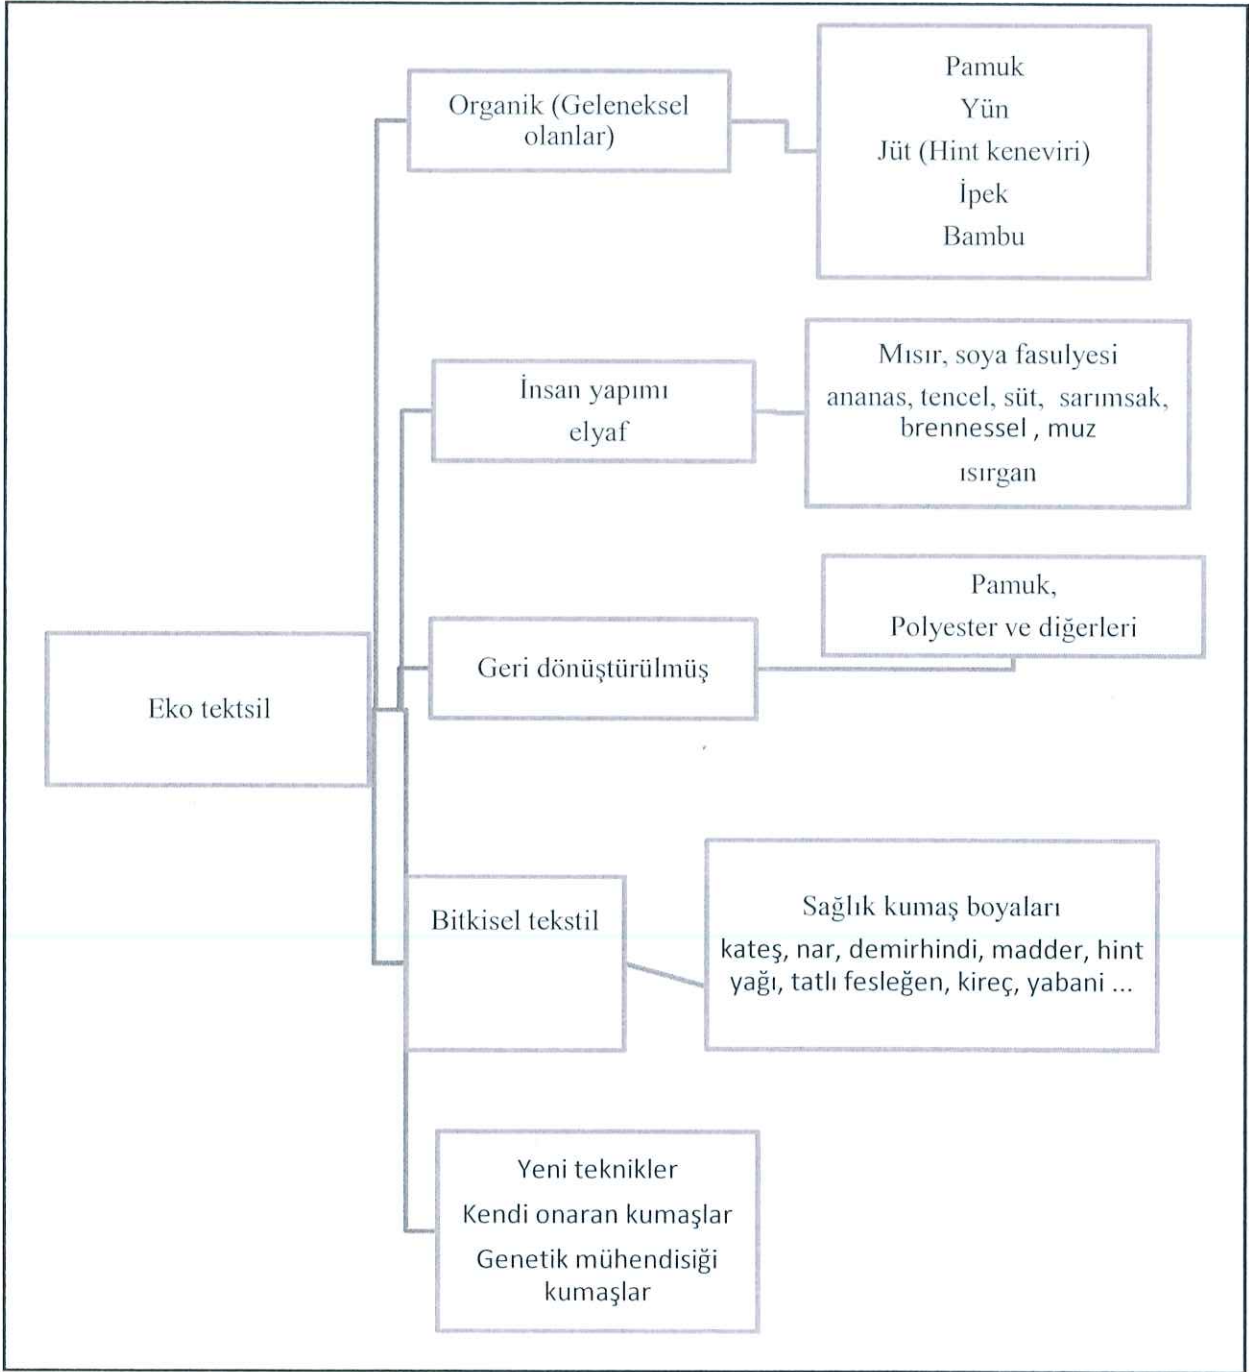 Organik (Geleneksel
olanlar)
Pamuk
Yün
Jüt (Hint keneviri)
İpek
Bambu
İnsan yapımı
elyaf
Mısır, soya fasulyesi
ananas, tencel, süt, sarımsak,
brennessel , muz
ısırgan
Eko tektsil
Geri dönüştürülmüş
Pamuk,
Polyester ve diğerleri
Bitkisel tekstil
Sağlık kumaş boyaları
kateş, nar, demirhindi, madder, hint
yağı, tatlı fesleğen, kireç, yabani ...
Yeni teknikler
Kendi onaran kumaşlar
Genetik mühendisiği
kumaşlar